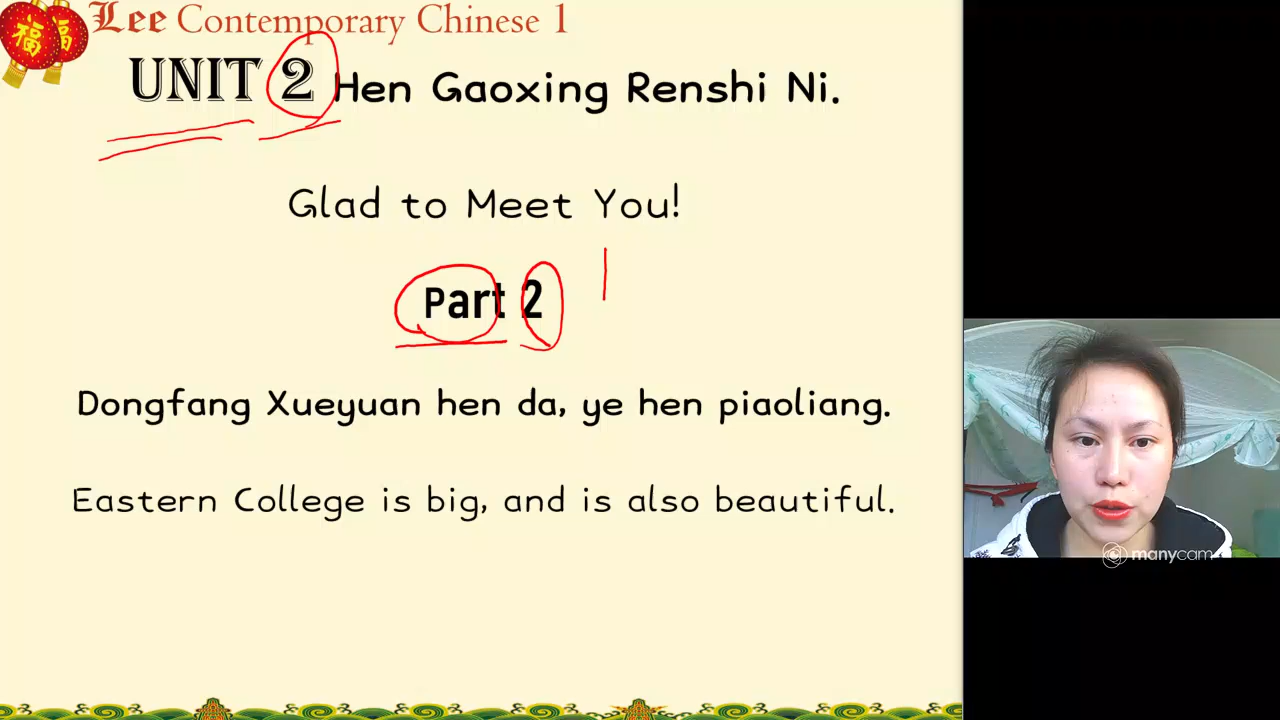 福 福
Lee Contemporary Chinese 1
UNIT 2 Hen Gaoxing Renshi Ni.
Glad to Meet You!
Part 2
Dongfang Xueyuan hen da, ye hen piaoliang.
Eastern College is big, and is also beautiful.
manycam